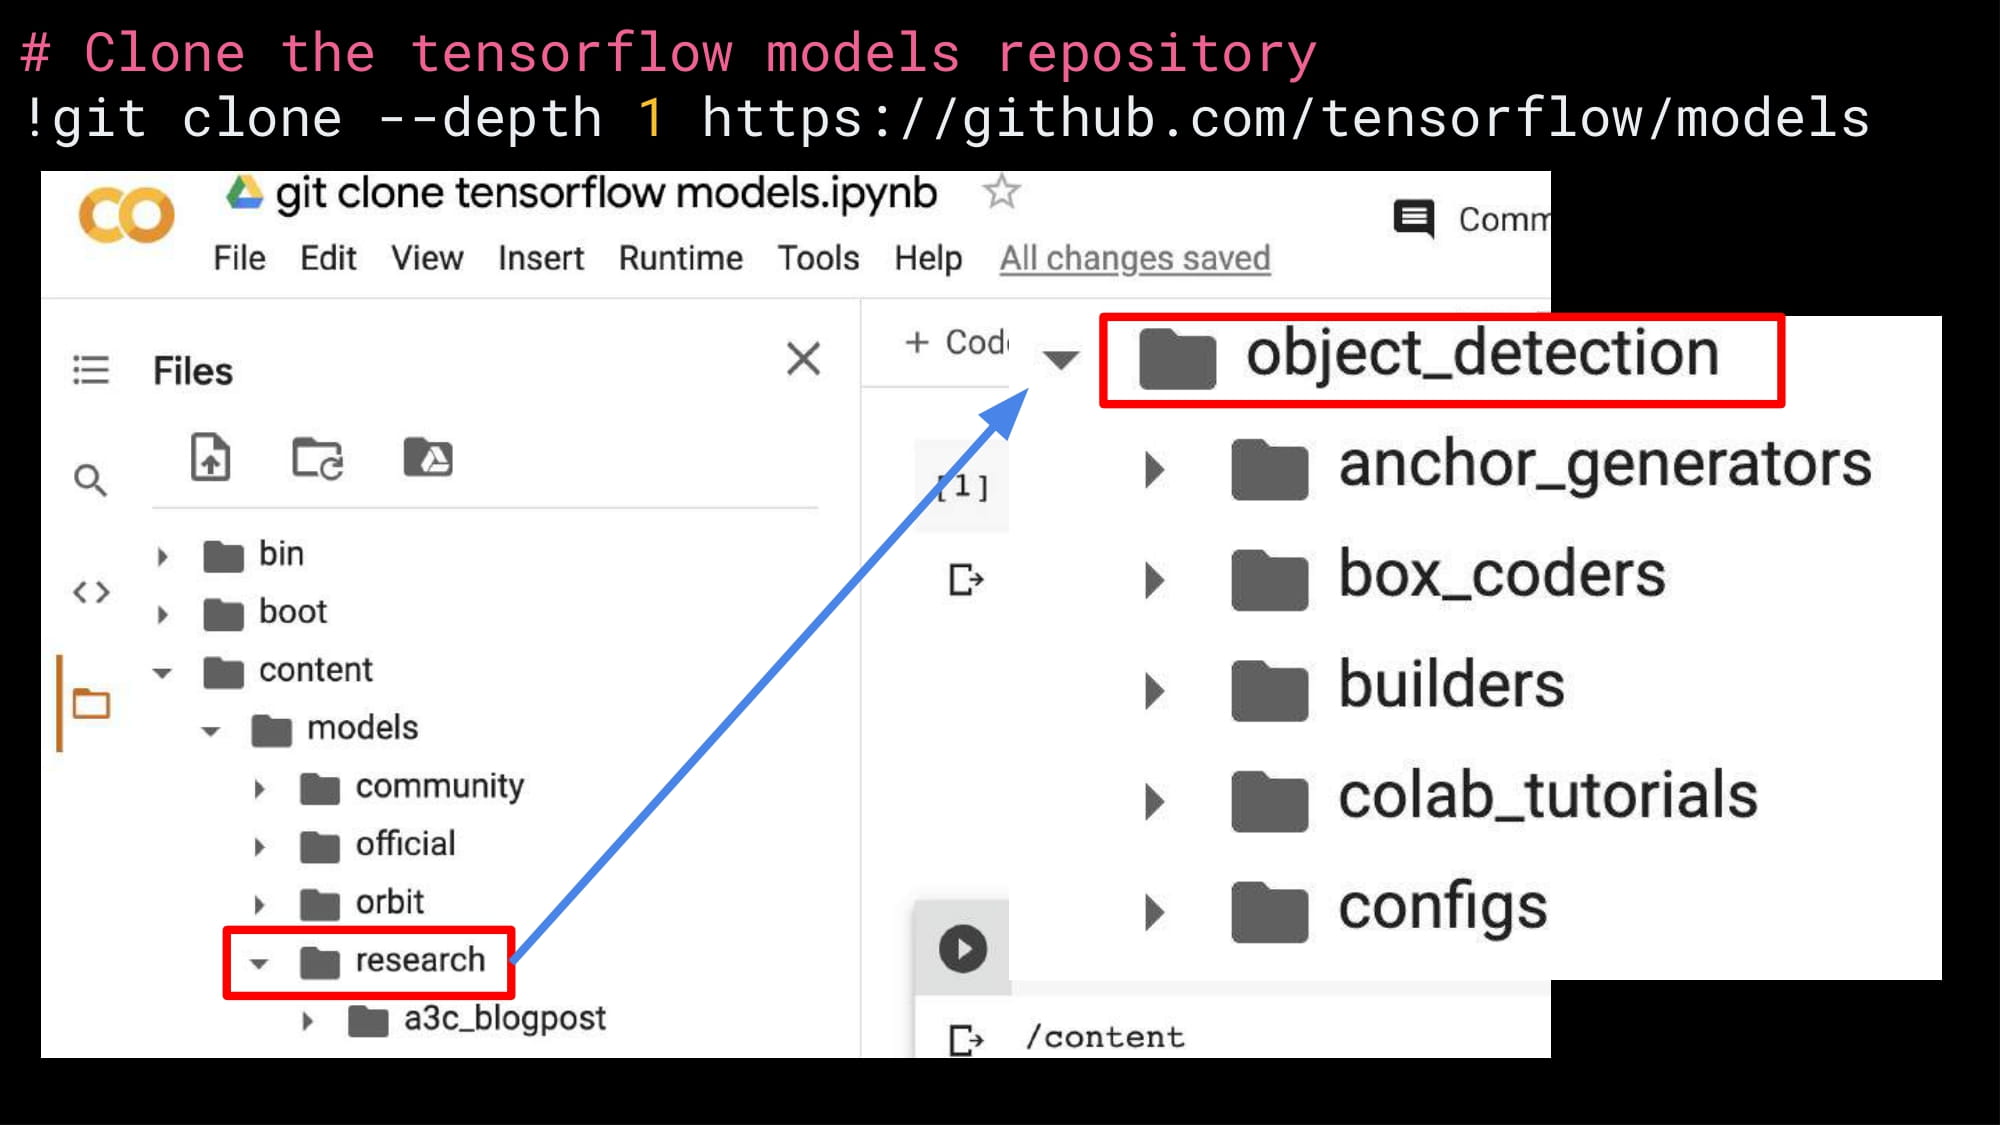 # Clone the tensorflow models repository
!git clone --depth 1 https://github.com/tensorflow/models
git clone tensorflow models.ipynb
File Edit View Insert Runtime Tools Help All changes saved
Comm
Files
+ Cod
[1]
bin
boot
content
models
community
official
orbit
research
a3c_blogpost
object_detection
anchor_generators
box_coders
builders
colab_tutorials
configs
/content